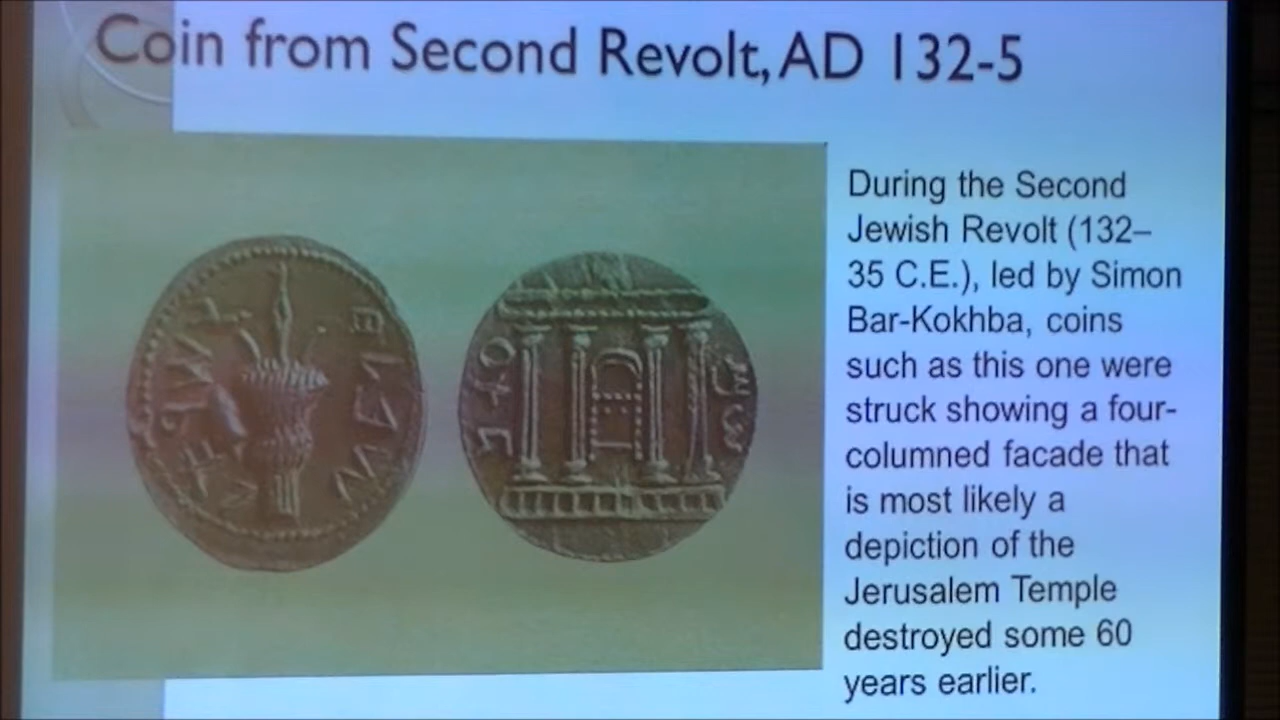 Coin from Second Revolt, AD 132-5
During the Second
Jewish Revolt (132–
35 C.E.), led by Simon
Bar-Kokhba, coins
such as this one were
struck showing a four-
columned facade that
is most likely a
depiction of the
Jerusalem Temple
destroyed some 60
years earlier.